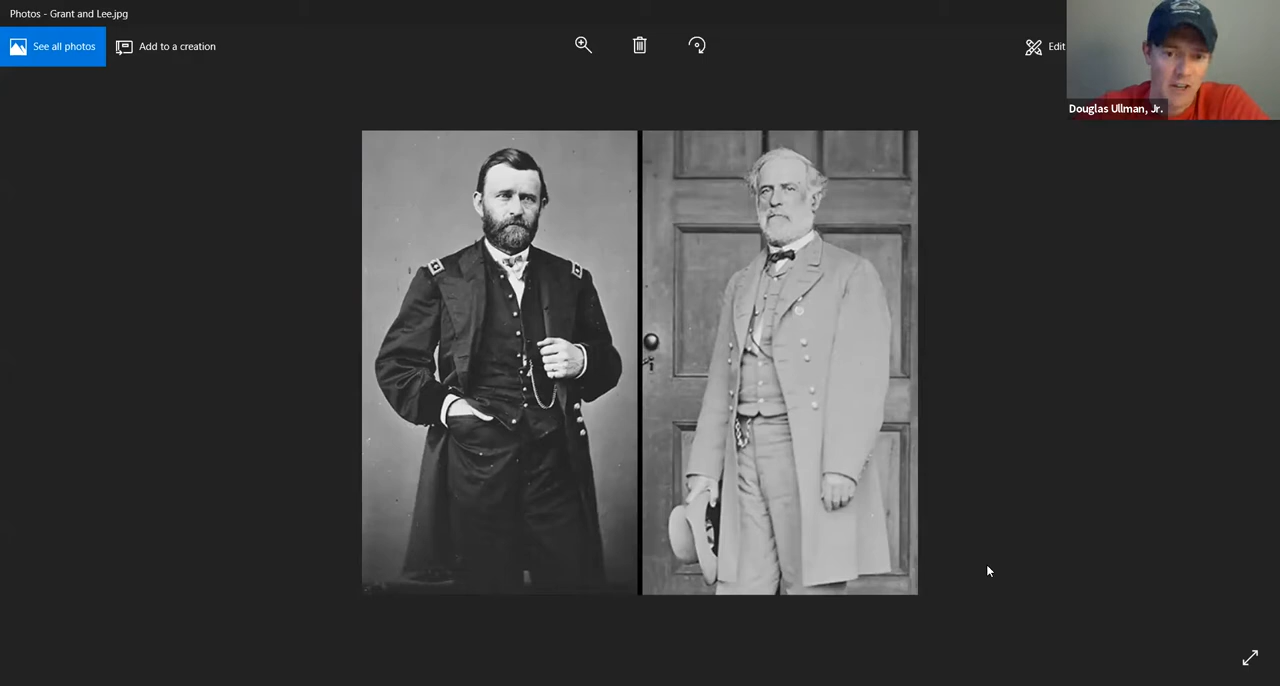 Photos - Grant and Lee.jpg
See all photos
Add to a creation
Edit
Douglas Ullman, Jr.